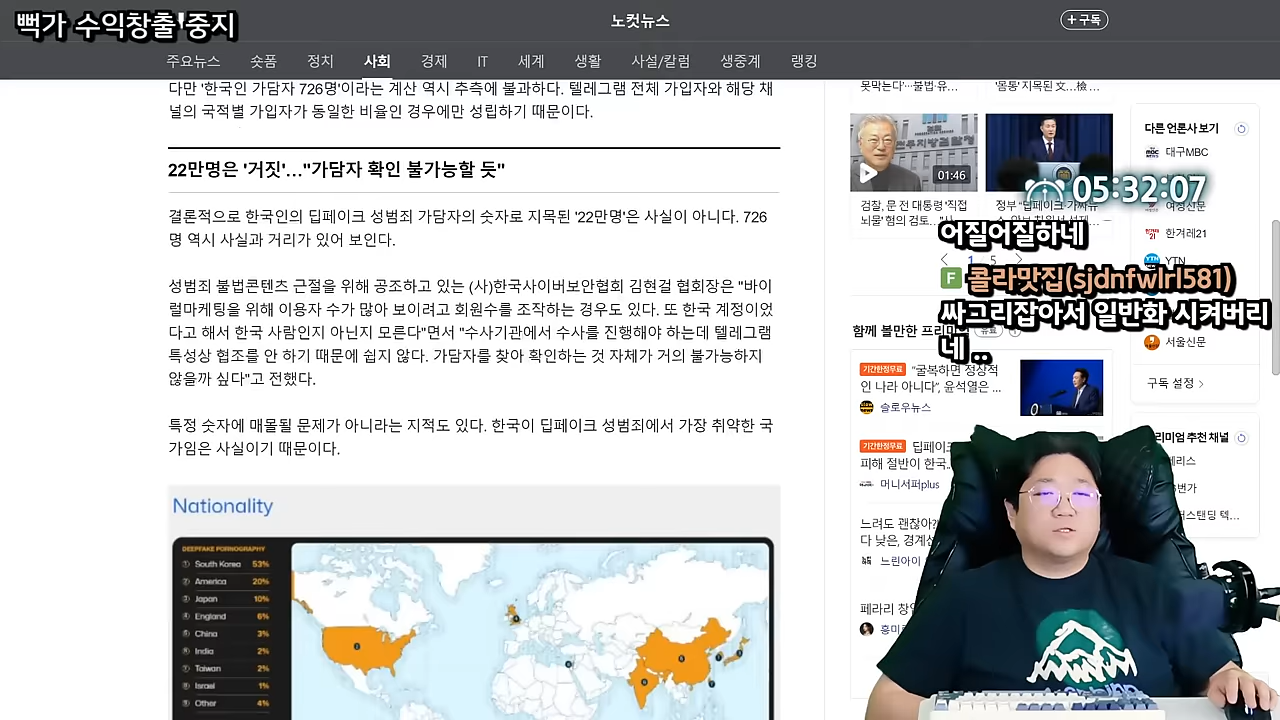 뻑가 수익창출 중지
노컷뉴스
+ 구독
주요뉴스 숏폼 정치 사회 경제 IT 세계 생활 사설/칼럼 생중계 랭킹
다만 '한국인 가담자 726명'이라는 계산 역시 추측에 불과하다. 텔레그램 전체 가입자와 해당 채
널의 국적별 가입자가 동일한 비율인 경우에만 성립하기 때문이다.
22만명은 '거짓'…"가담자 확인 불가능할 듯"
결론적으로 한국인의 딥페이크 성범죄 가담자의 숫자로 지목된 '22만명'은 사실이 아니다. 726
명 역시 사실과 거리가 있어 보인다.
성범죄 불법콘텐츠 근절을 위해 공조하고 있는 (사)한국사이버보안협회 김현걸 협회장은 "바이
럴마케팅을 위해 이용자 수가 많아 보이려고 회원수를 조작하는 경우도 있다. 또 한국 계정이었
다고 해서 한국 사람인지 아닌지 모른다"면서 "수사기관에서 수사를 진행해야 하는데 텔레그램
특성상 협조를 안 하기 때문에 쉽지 않다. 가담자를 찾아 확인하는 것 자체가 거의 불가능하지
않을까 싶다"고 전했다.
특정 숫자에 매몰될 문제가 아니라는 지적도 있다. 한국이 딥페이크 성범죄에서 가장 취약한 국
가임은 사실이기 때문이다.
Nationality
DEEPFAKE PORNOGRAPHY
South Korea 53%
America 20%
Japan 10%
England 6%
China 3%
India 2%
Taiwan 2%
Israel 1%
Other 4%
01:46
검찰, 문 전 대통령 '직접
뇌물' 혐의 검토…
1 5
함께 볼만한 프리미
유료
기간한정무료 "굴복하면 정상적
인 나라 아니다", 윤석열은 ...
슬로우뉴스
기간한정무료 딥페이크
피해 절반이 한국..
머니서퍼plus
느려도 괜찮아
페라리
05:32:07
어질어질하네
F 콜라맛집(sjdnfwlrl581)
싸그리잡아서 일반화 시켜버리
네...
다른 언론사 보기
대구MBC
여성신문
한겨레21
YTN
서울신문
구독 설정